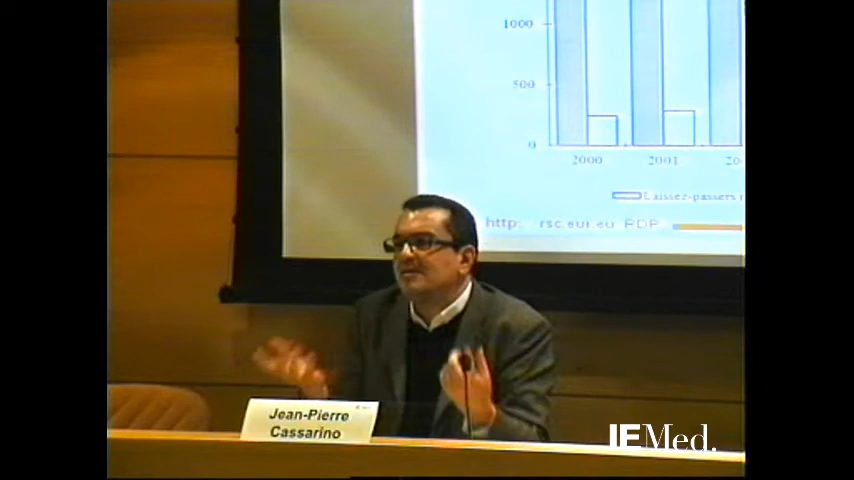 1000
500
0
2000 2001
Laissez-passers
http: rsc.eui.eu RDP
Jean-Pierre
Cassarino
IEMed.